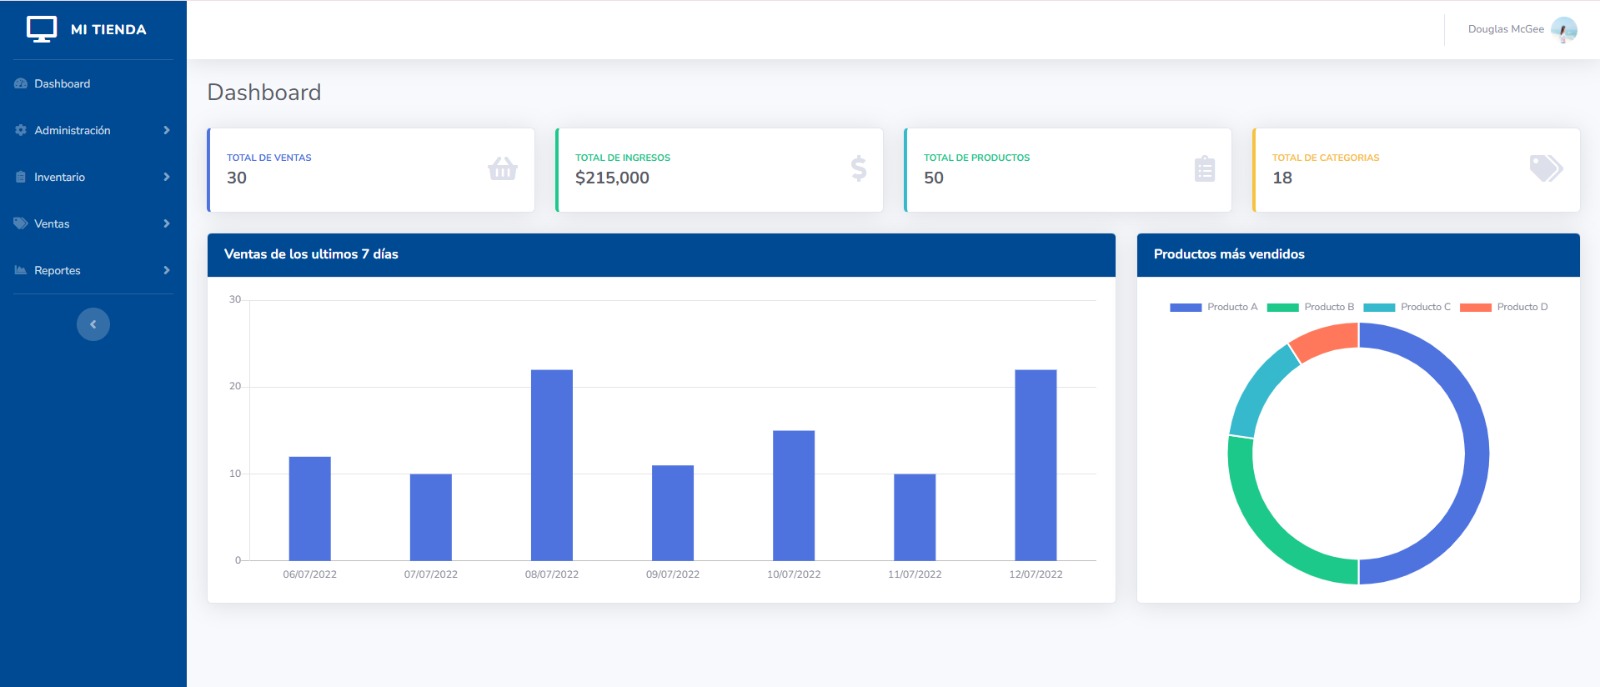 MI TIENDA
Douglas McGee
Dashboard
Administración
Inventario
Ventas
Reportes
Dashboard
TOTAL DE VENTAS
30
TOTAL DE INGRESOS
$215,000
TOTAL DE PRODUCTOS
50
TOTAL DE CATEGORIAS
18
Ventas de los ultimos 7 días
30
20
10
0
06/07/2022 07/07/2022 08/07/2022 09/07/2022 10/07/2022 11/07/2022 12/07/2022
Productos más vendidos
Producto A Producto B Producto C Producto D